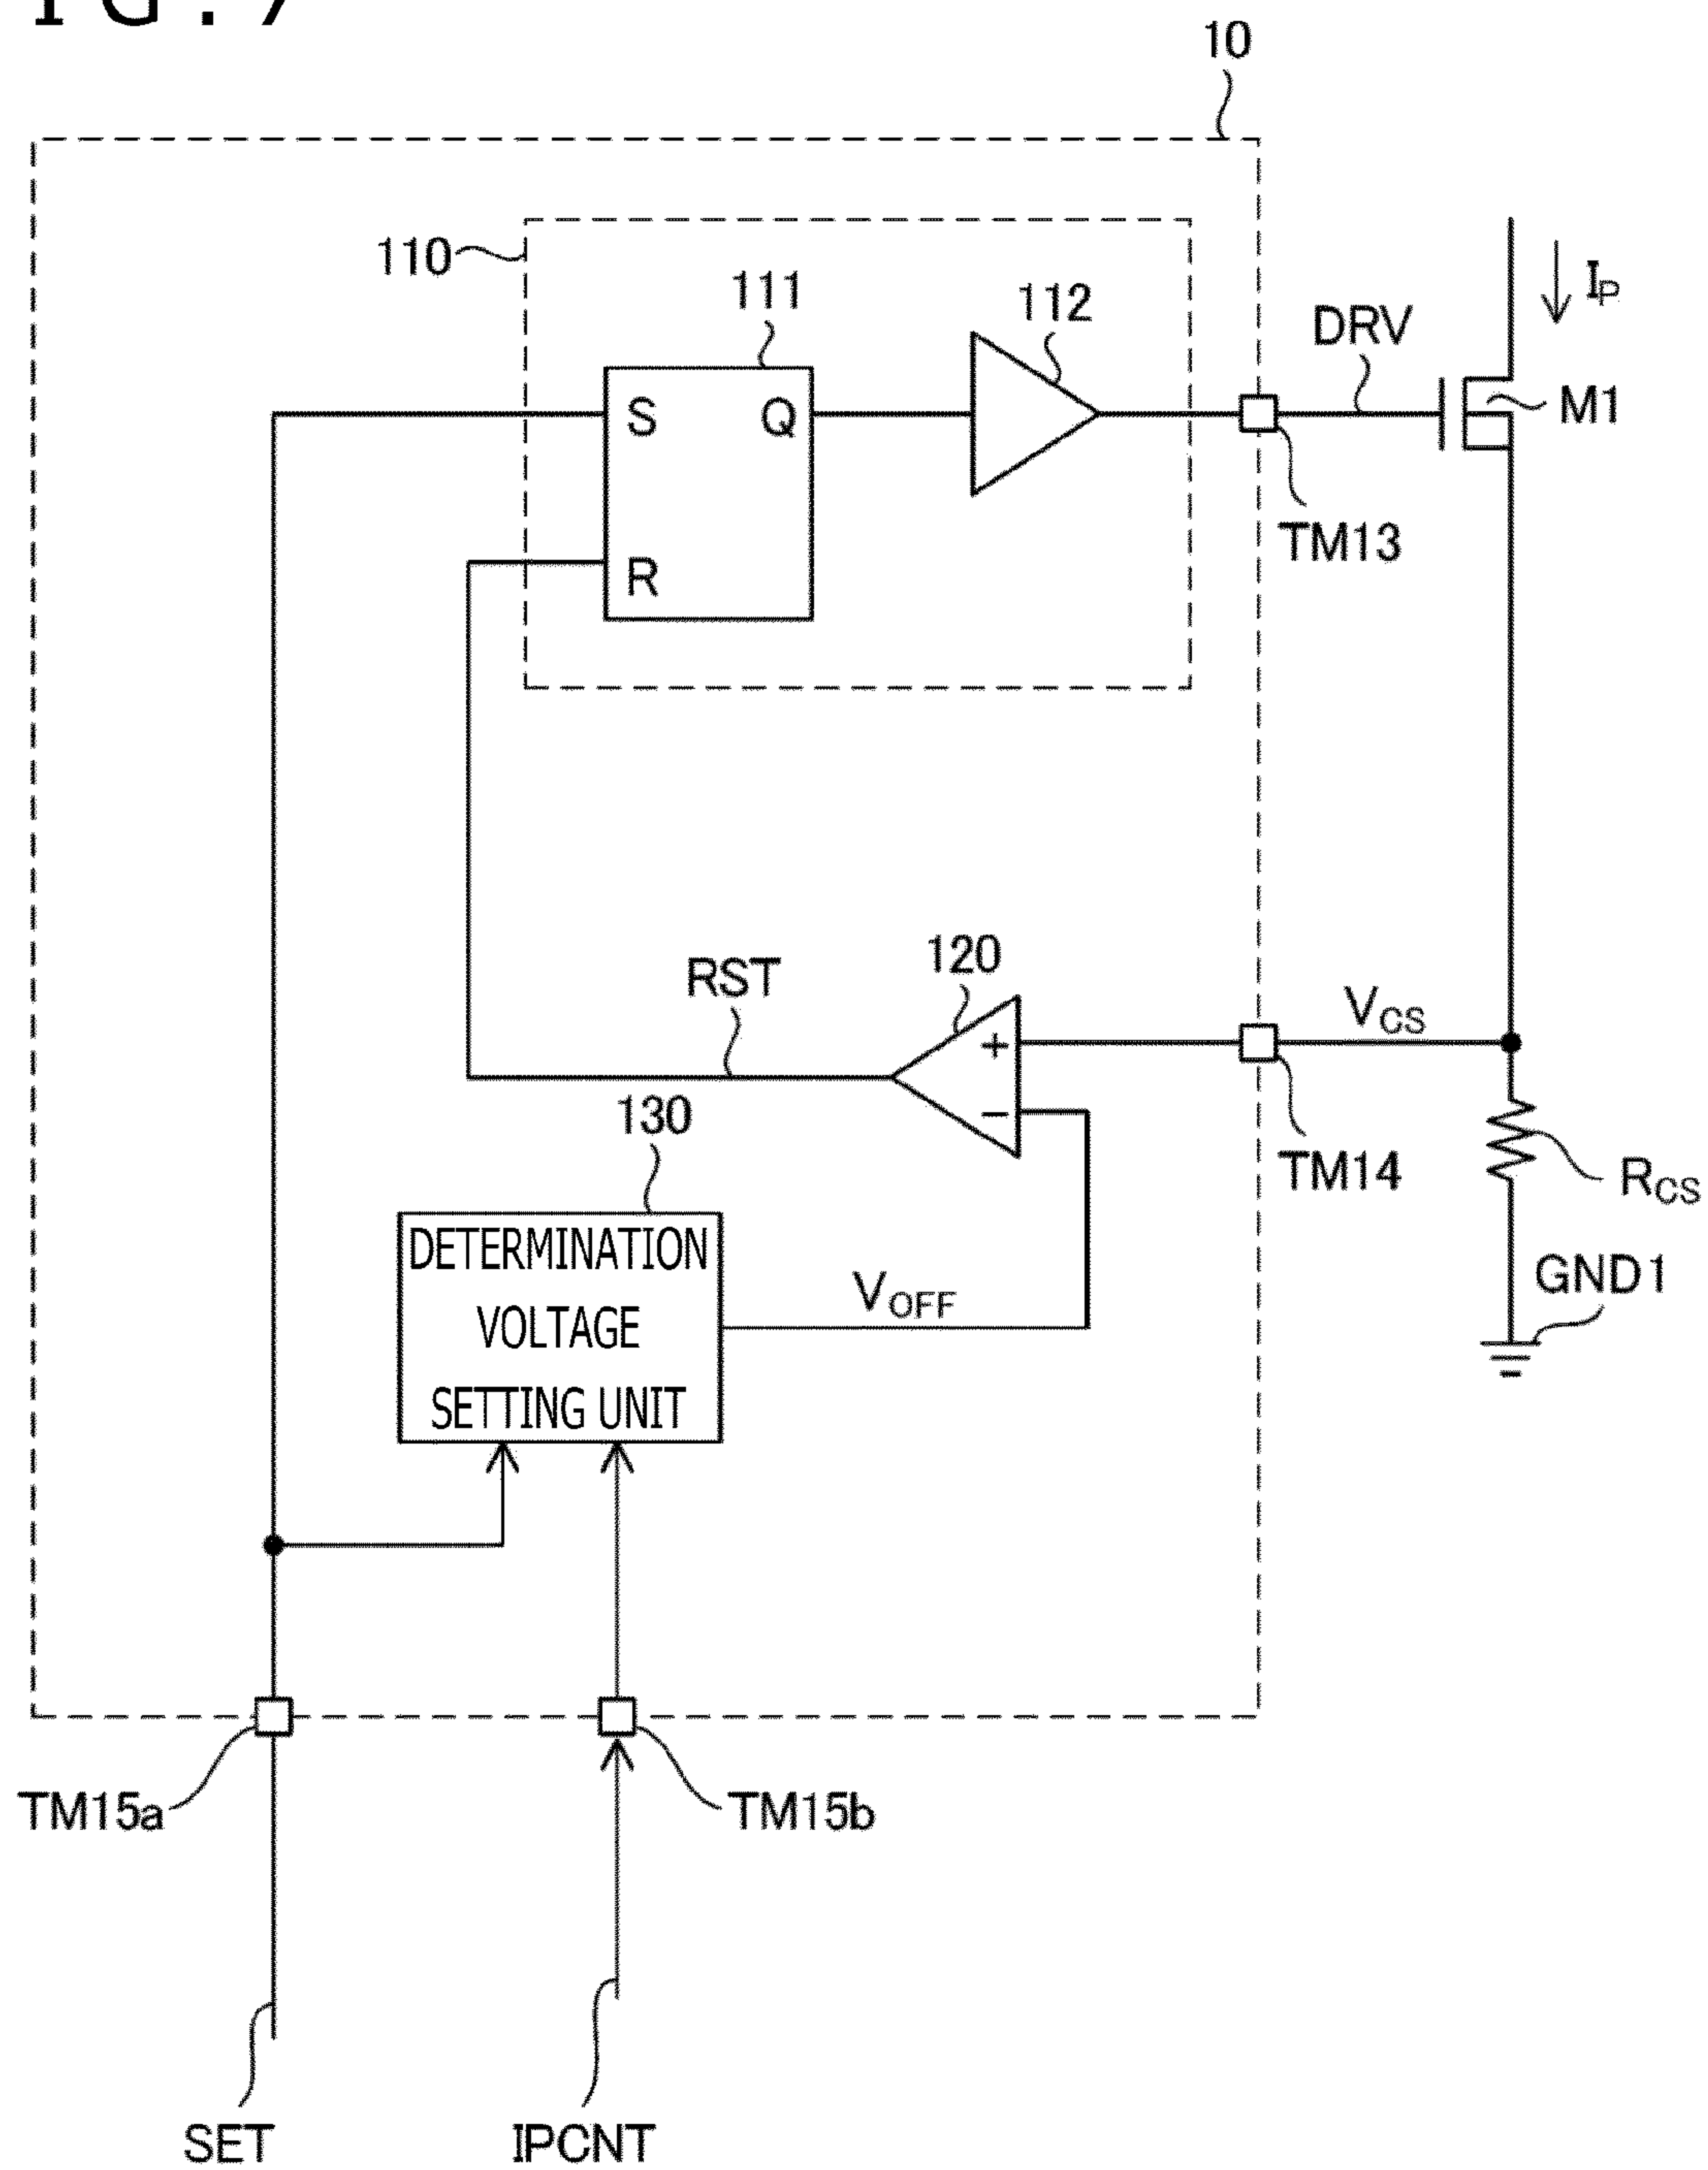 10
110
111
112
DRV
IP
S
Q
M1
R
TM13
RST
120
VCS
+
−
130
TM14
RCS
DETERMINATION
VOLTAGE
SETTING UNIT
VOFF
GND1
TM15a
TM15b
SET
IPCNT